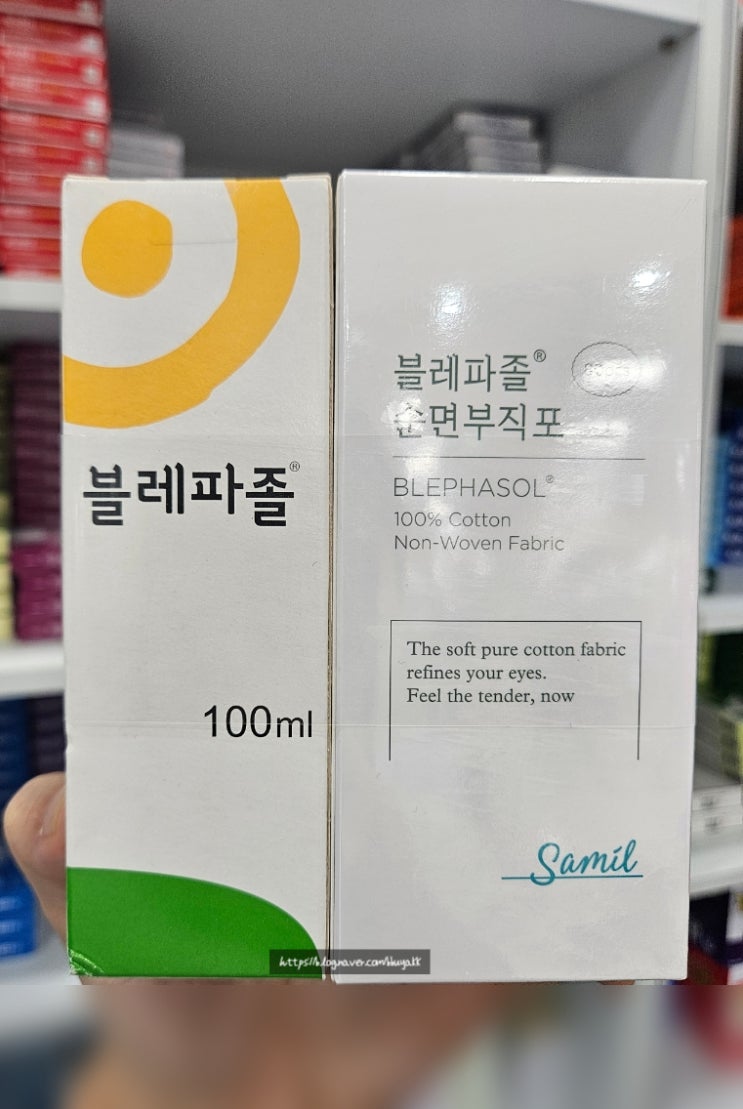 블레파졸®
100ml
블레파졸®
순면부직포
BLEPHASOL®
100% Cotton
Non-Woven Fabric
The soft pure cotton fabric
refines your eyes.
Feel the tender, now
Samil